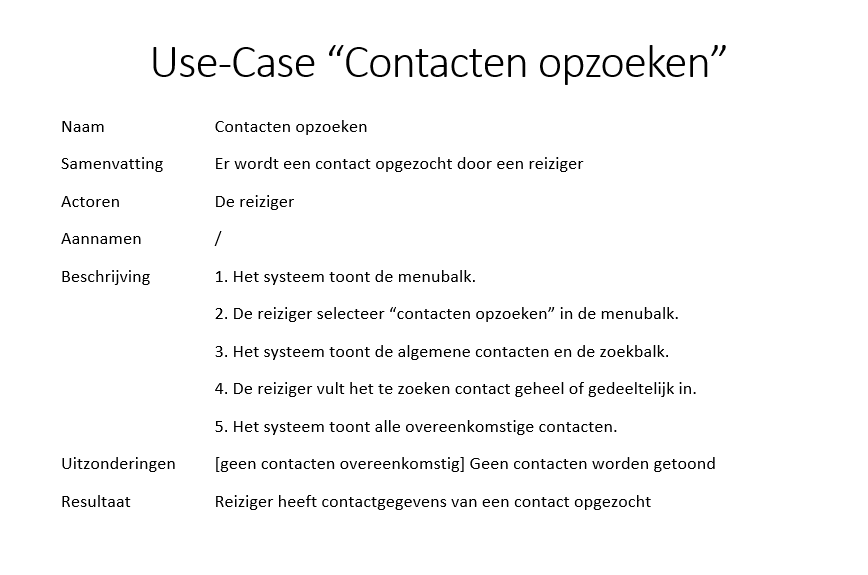 Use-Case “Contacten opzoeken”
Naam Contacten opzoeken
Samenvatting Er wordt een contact opgezocht door een reiziger
Actoren De reiziger
Aannamen /
Beschrijving 1. Het systeem toont de menubalk.
2. De reiziger selecteer “contacten opzoeken” in de menubalk.
3. Het systeem toont de algemene contacten en de zoekbalk.
4. De reiziger vult het te zoeken contact geheel of gedeeltelijk in.
5. Het systeem toont alle overeenkomstige contacten.
Uitzonderingen [geen contacten overeenkomstig] Geen contacten worden getoond
Resultaat Reiziger heeft contactgegevens van een contact opgezocht